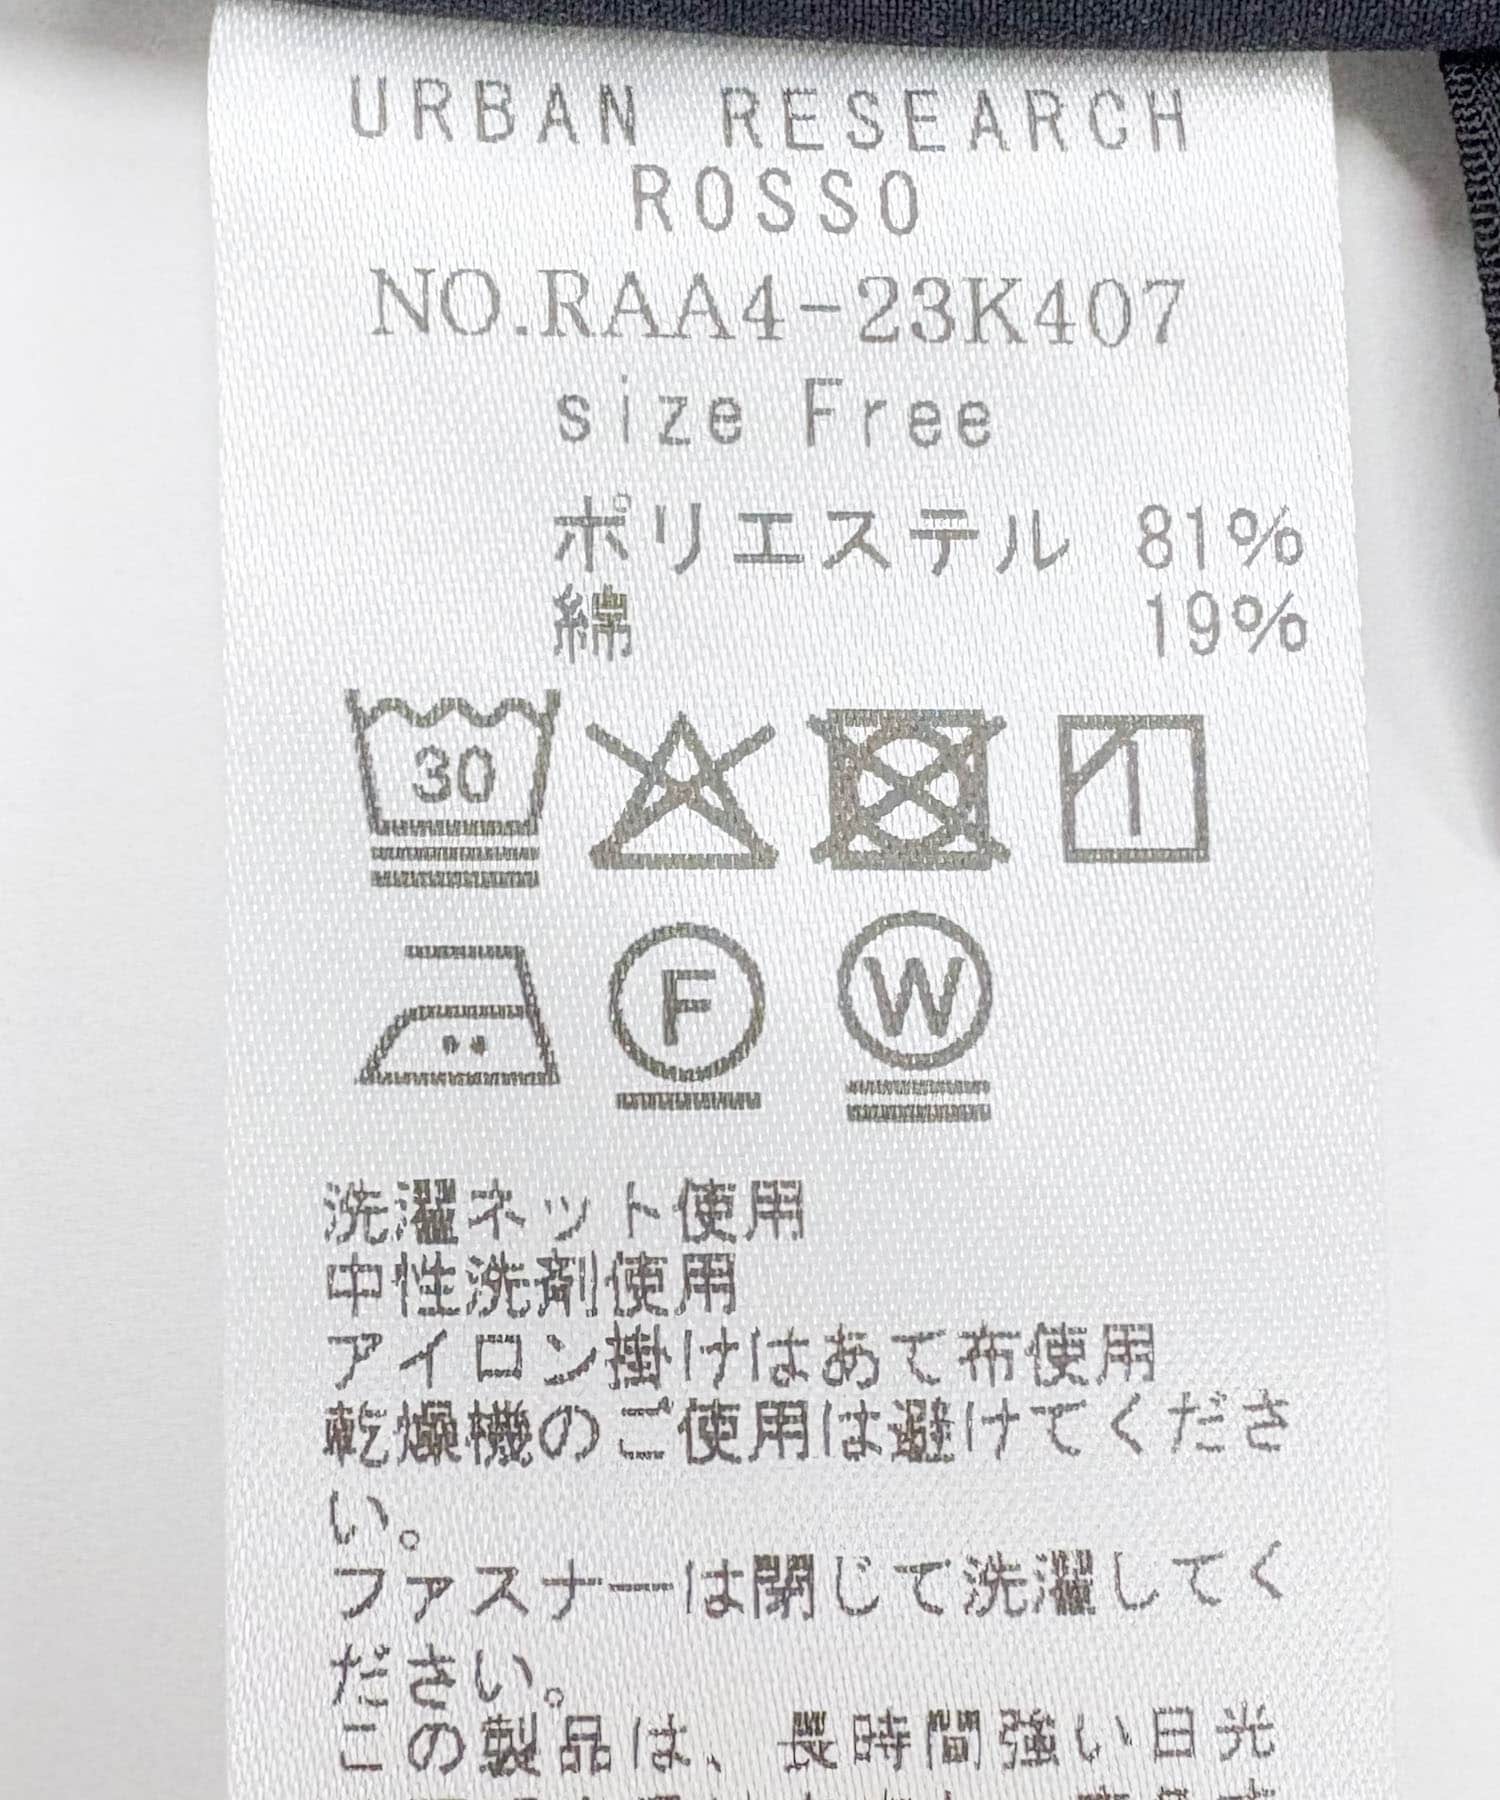 URBAN RESEARCH
ROSSO
NO.RAA4-23K407
size Free
ポリエステル 81%
綿 19%
30
F
W
洗濯ネット使用
中性洗剤使用
アイロン掛けはあて布使用
乾燥機のご使用は避けてくださ
い。
ファスナーは閉じて洗濯してく
ださい。
この製品は、長時間強い日光